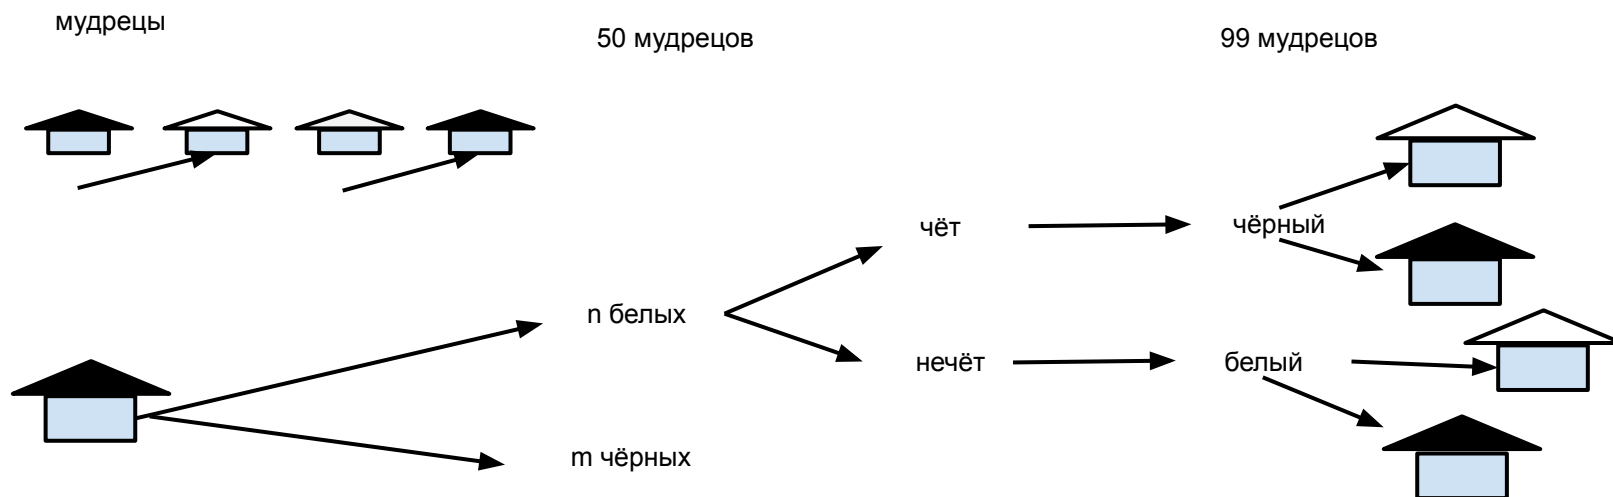 мудрецы
50 мудрецов
99 мудрецов
чёт
чёрный
n белых
нечёт
белый
m чёрных